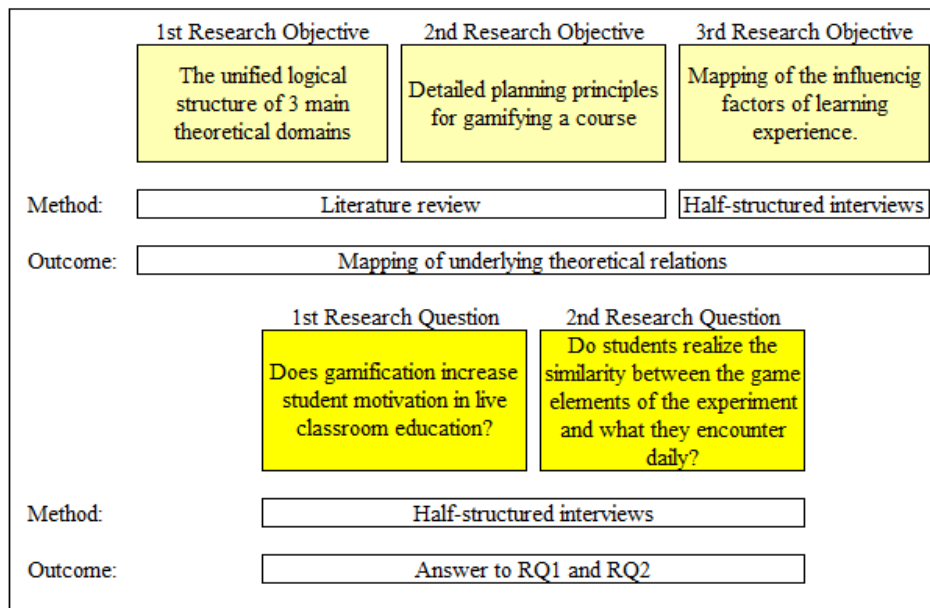 1st Research Objective
2nd Research Objective
3rd Research Objective
The unified logical
structure of 3 main
theoretical domains
Detailed planning principles
for gamifying a course
Mapping of the influencig
factors of learning
experience.
Method:
Literature review
Half-structured interviews
Outcome:
Mapping of underlying theoretical relations
1st Research Question
2nd Research Question
Does gamification increase
student motivation in live
classroom education?
Do students realize the
similarity between the game
elements of the experiment
and what they encounter
daily?
Method:
Half-structured interviews
Outcome:
Answer to RQ1 and RQ2